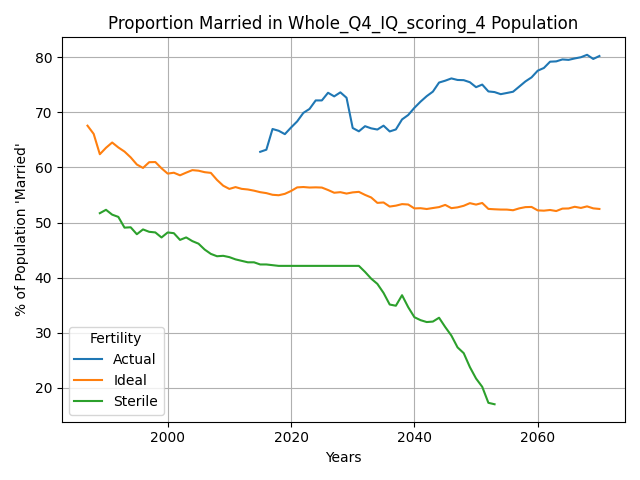 Proportion Married in Whole_Q4_IQ_scoring_4 Population
% of Population 'Married'
80
70
60
50
40
30
20
Fertility
Actual
Ideal
Sterile
2000
2020
2040
2060
Years